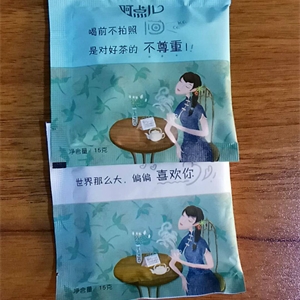 喝前不拍照
是对好茶的 不尊重!
净含量:15克
世界那么大,偏偏 喜欢你
净含量:15克